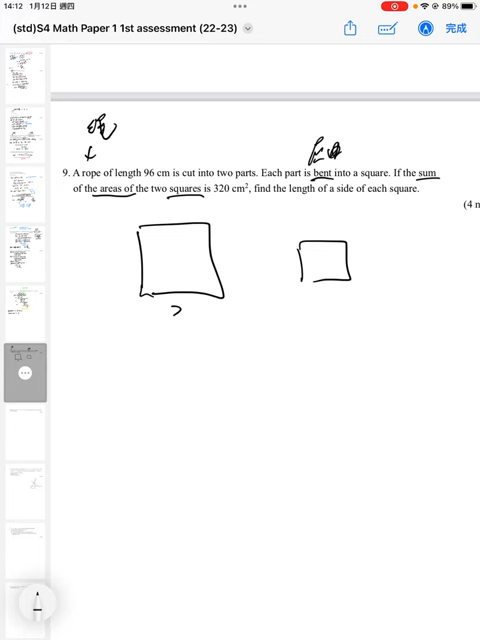 14:12 1月12日 週四
89%
(std)S4 Math Paper 1 1st assessment (22-23)
完成
9. A rope of length 96 cm is cut into two parts. Each part is bent into a square. If the sum
of the areas of the two squares is 320 cm², find the length of a side of each square.
(4 m